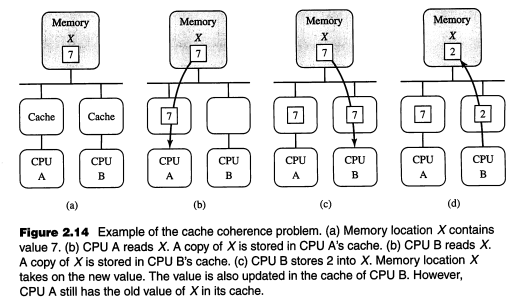 Memory Memory Memory Memory
X X X X
7 7 7 2
Cache Cache 7 7 7 7 2
CPU CPU CPU CPU CPU CPU CPU CPU
A B A B A B A B
(a) (b) (c) (d)
Figure 2.14 Example of the cache coherence problem. (a) Memory location X contains
value 7. (b) CPU A reads X. A copy of X is stored in CPU A's cache. (b) CPU B reads X.
A copy of X is stored in CPU B's cache. (c) CPU B stores 2 into X. Memory location X
takes on the new value. The value is also updated in the cache of CPU B. However,
CPU A still has the old value of X in its cache.